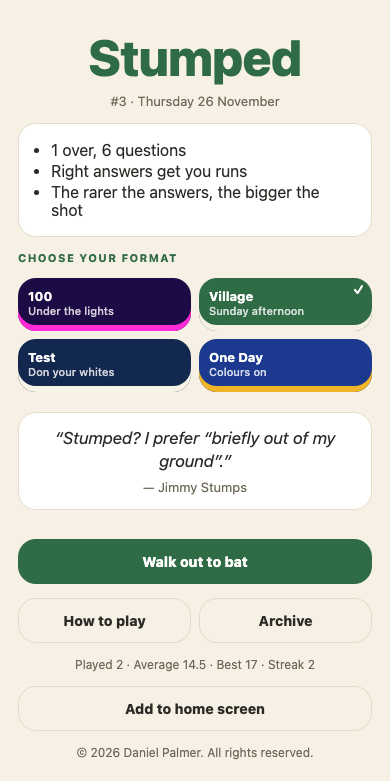 Stumped
#3 · Thursday 26 November
• 1 over, 6 questions
• Right answers get you runs
• The rarer the answers, the bigger the
shot
CHOOSE YOUR FORMAT
100
Under the lights
Village
Sunday afternoon
Test
Don your whites
One Day
Colours on
“Stumped? I prefer “briefly out of my
ground”.”
— Jimmy Stumps
Walk out to bat
How to play
Archive
Played 2 · Average 14.5 · Best 17 · Streak 2
Add to home screen
© 2026 Daniel Palmer. All rights reserved.